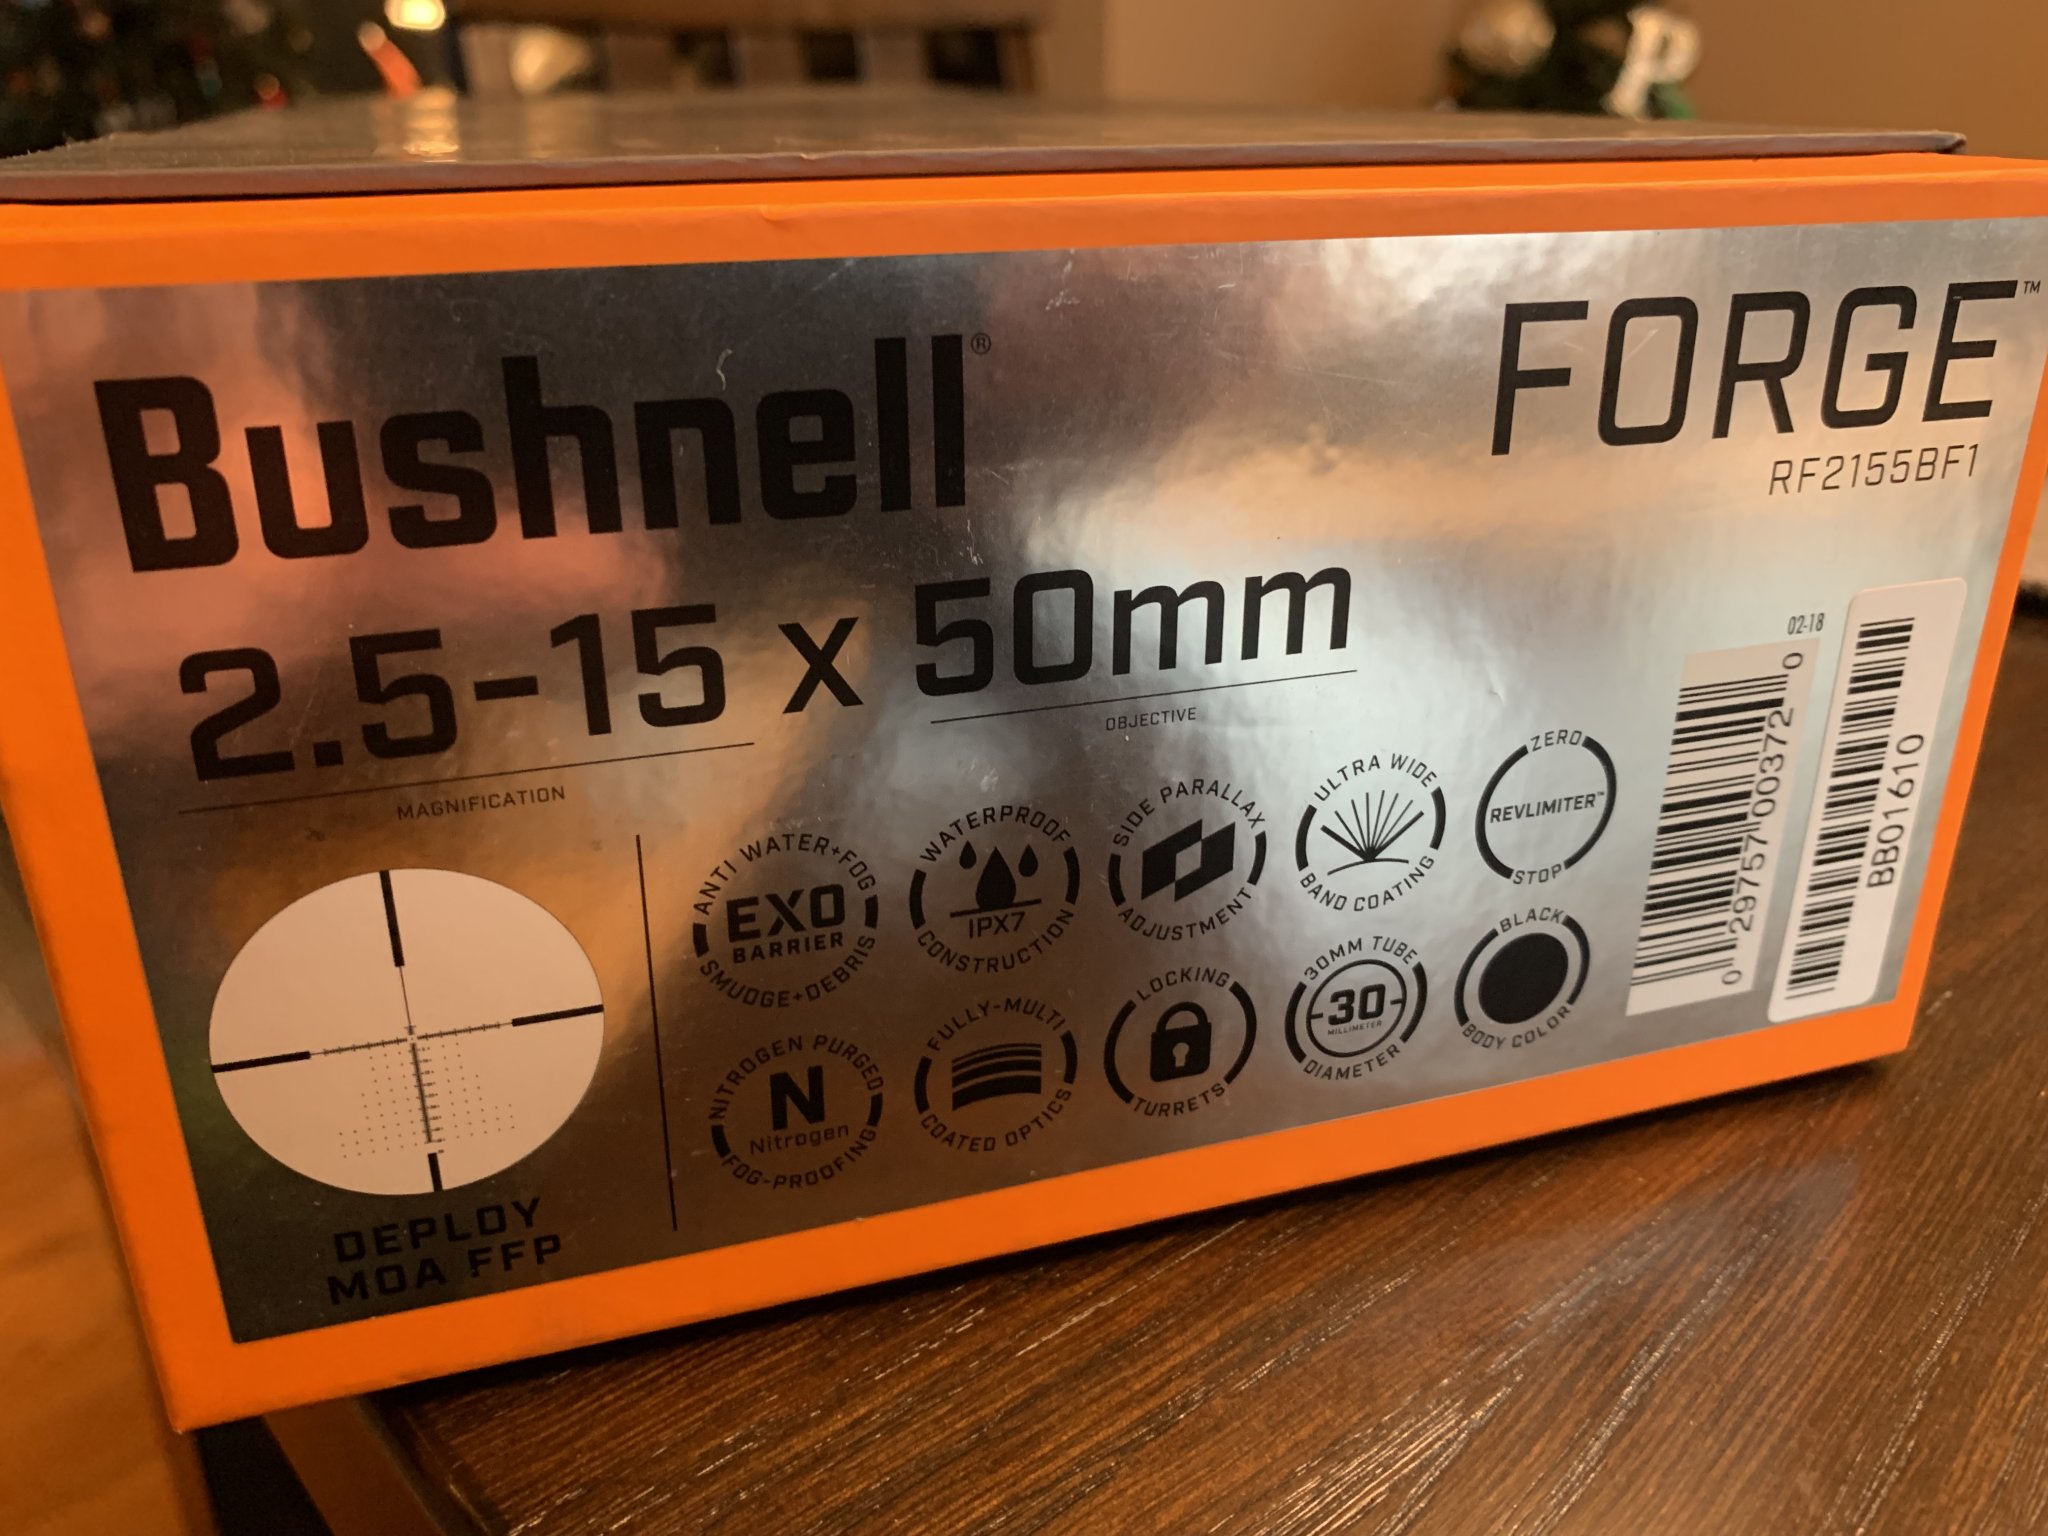 Bushnell®
FORGE™
RF2155BF1
2.5-15 x 50mm
MAGNIFICATION
OBJECTIVE
DEPLOY
MOA FFP
ANTI WATER+FOG
EXO
BARRIER
SMUDGE+DEBRIS
WATERPROOF
IPX7
CONSTRUCTION
SIDE PARALLAX
ADJUSTMENT
ULTRA WIDE
BAND COATING
ZERO
REVLIMITER™
STOP
NITROGEN PURGED
N
Nitrogen
FOG-PROOFING
FULLY-MULTI
COATED OPTICS
LOCKING
TURRETS
30MM TUBE
30
MILLIMETER
DIAMETER
BLACK
BODY COLOR
02-18
0 29757 00372 0
BB01610
P